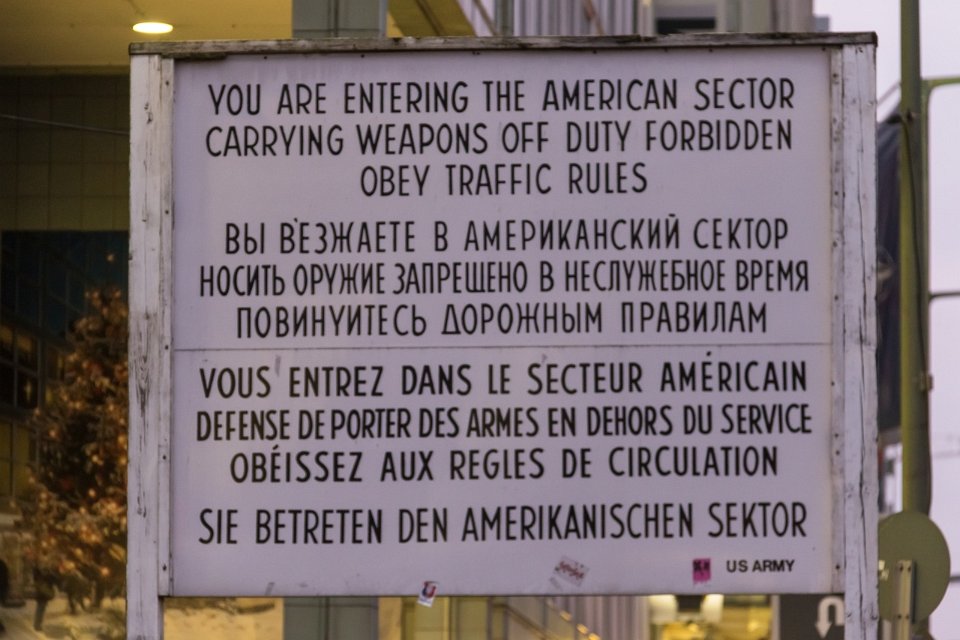 YOU ARE ENTERING THE AMERICAN SECTOR
CARRYING WEAPONS OFF DUTY FORBIDDEN
OBEY TRAFFIC RULES
ВЫ В'ЕЗЖАЕТЕ В АМЕРИКАНСКИЙ СЕКТОР
НОСИТЬ ОРУЖИЕ ЗАПРЕЩЕНО В НЕСЛУЖЕБНОЕ ВРЕМЯ
ПОВИНУИТЕСЬ ДОРОЖНЫМ ПРАВИЛАМ
VOUS ENTREZ DANS LE SECTEUR AMÉRICAIN
DEFENSE DE PORTER DES ARMES EN DEHORS DU SERVICE
OBÉISSEZ AUX REGLES DE CIRCULATION
SIE BETRETEN DEN AMERIKANISCHEN SEKTOR
US ARMY